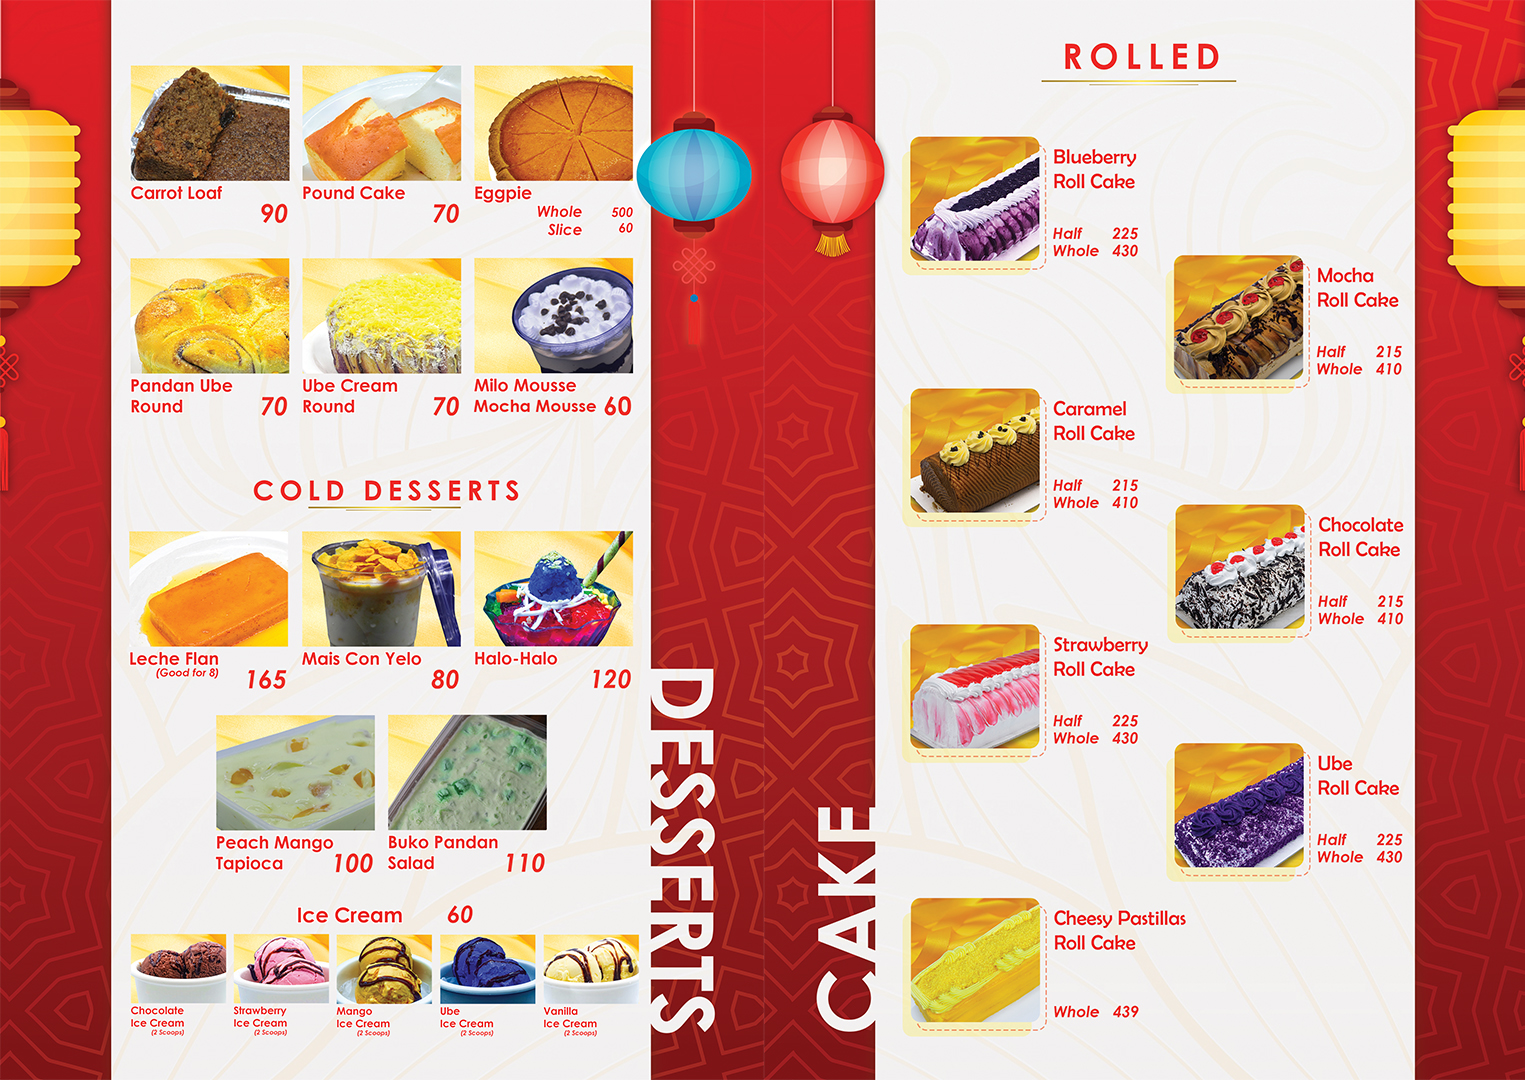 Carrot Loaf
90
Pound Cake
70
Eggpie
Whole 500
Slice 60
Pandan Ube
Round 70
Ube Cream
Round 70
Milo Mousse
Mocha Mousse 60
COLD DESSERTS
Leche Flan
(Good for 8)
165
Mais Con Yelo
80
Halo-Halo
120
Peach Mango
Tapioca 100
Buko Pandan
Salad 110
Ice Cream 60
Chocolate
Ice Cream
(2 Scoops)
Strawberry
Ice Cream
(2 Scoops)
Mango
Ice Cream
(2 Scoops)
Ube
Ice Cream
(2 Scoops)
Vanilla
Ice Cream
(2 Scoops)
DESSERTS
CAKE
ROLLED
Blueberry
Roll Cake
Half 225
Whole 430
Mocha
Roll Cake
Half 215
Whole 410
Caramel
Roll Cake
Half 215
Whole 410
Chocolate
Roll Cake
Half 215
Whole 410
Strawberry
Roll Cake
Half 225
Whole 430
Ube
Roll Cake
Half 225
Whole 430
Cheesy Pastillas
Roll Cake
Whole 439